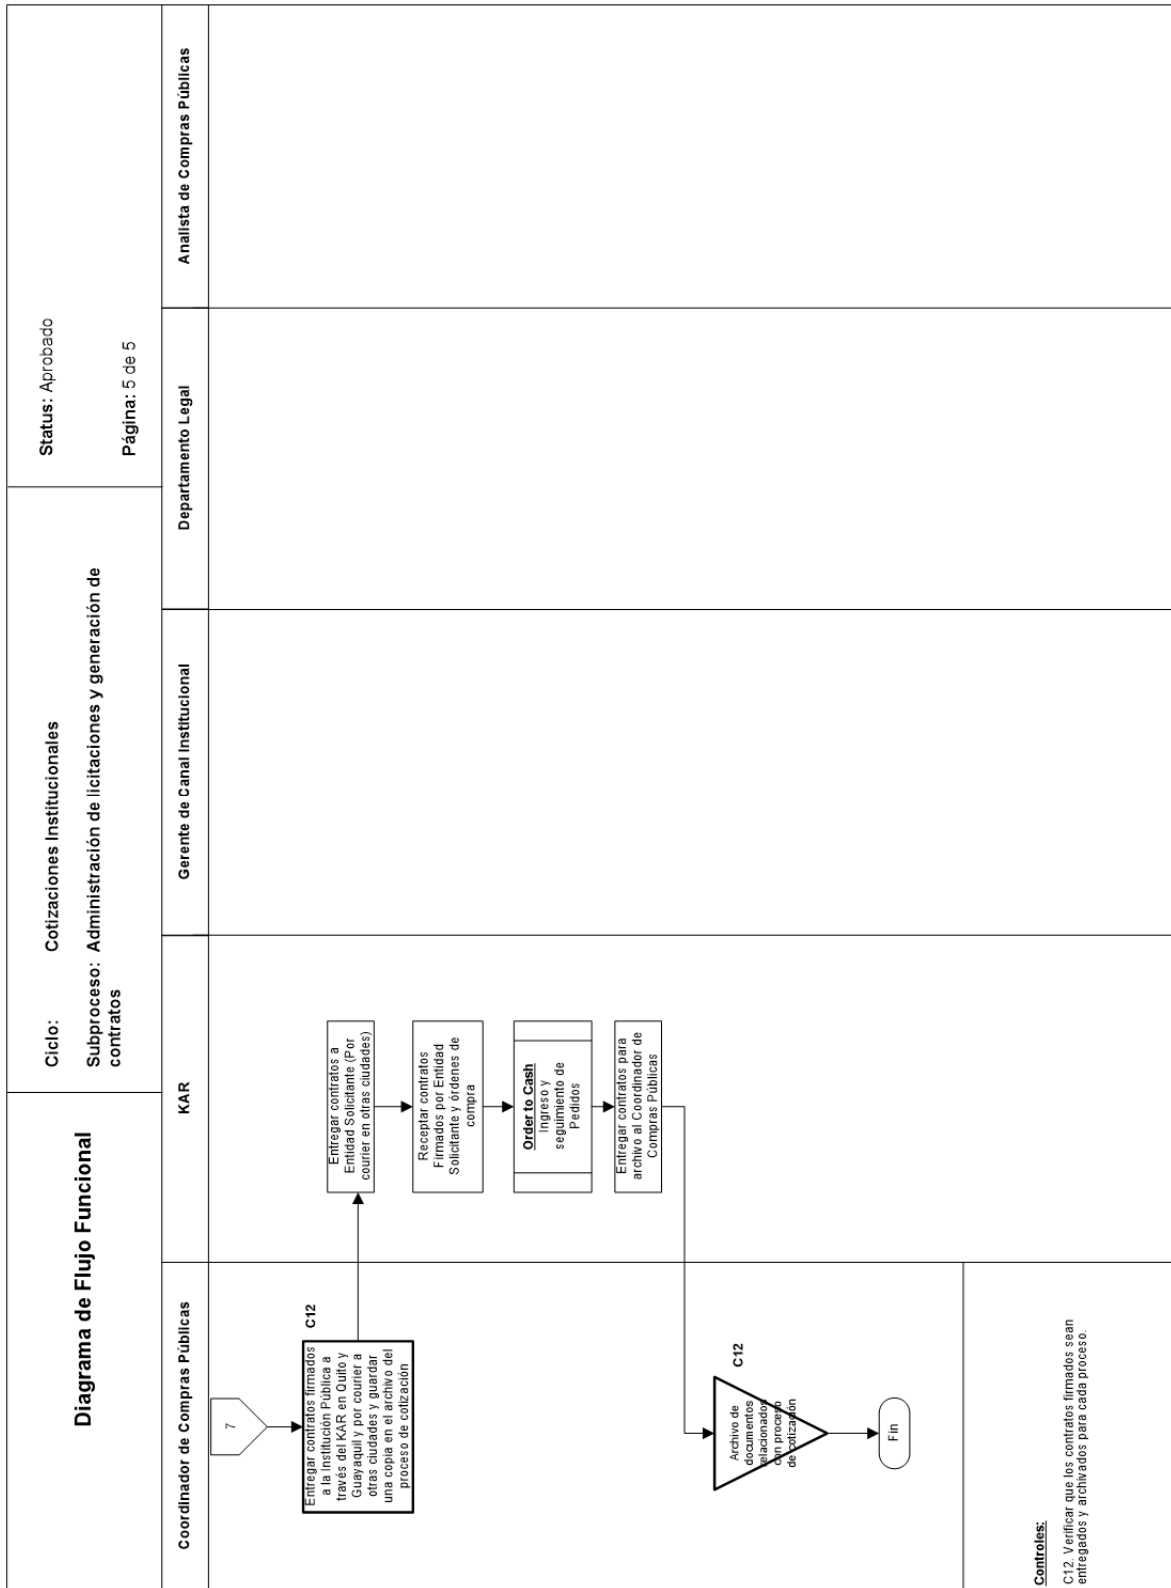 Diagrama de Flujo Funcional
Ciclo: Cotizaciones Institucionales
Subproceso: Administración de licitaciones y generación de
contratos
Status: Aprobado
Página: 5 de 5
Coordinador de Compras Públicas
KAR
Gerente de Canal Institucional
Departamento Legal
Analista de Compras Públicas
7
C12
Entregar contratos firmados
a la Institución Pública a
través del KAR en Quito y
Guayaquil y por courier a
otras ciudades y guardar
una copia en el archivo del
proceso de cotización
Entregar contratos a
Entidad Solicitante (Por
courier en otras ciudades)
Receptar contratos
Firmados por Entidad
Solicitante y órdenes de
compra
Order to Cash
Ingreso y
seguimiento de
Pedidos
Entregar contratos para
archivo al Coordinador de
Compras Públicas
C12
Archivo de
documentos
relacionados
con proceso
de cotización
Fin
Controles:
C12. Verificar que los contratos firmados sean
entregados y archivados para cada proceso.